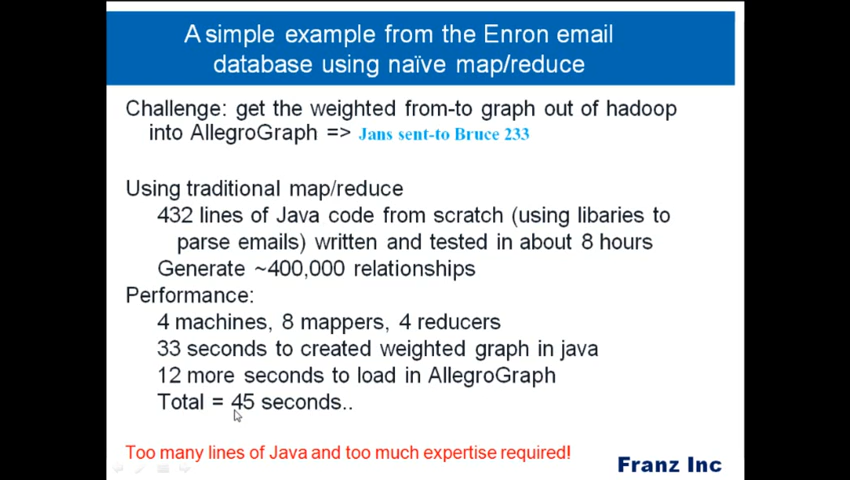 A simple example from the Enron email
database using naïve map/reduce
Challenge: get the weighted from-to graph out of hadoop
into AllegroGraph => Jans sent-to Bruce 233
Using traditional map/reduce
432 lines of Java code from scratch (using libaries to
parse emails) written and tested in about 8 hours
Generate ~400,000 relationships
Performance:
4 machines, 8 mappers, 4 reducers
33 seconds to created weighted graph in java
12 more seconds to load in AllegroGraph
Total = 45 seconds..
Too many lines of Java and too much expertise required!
Franz Inc